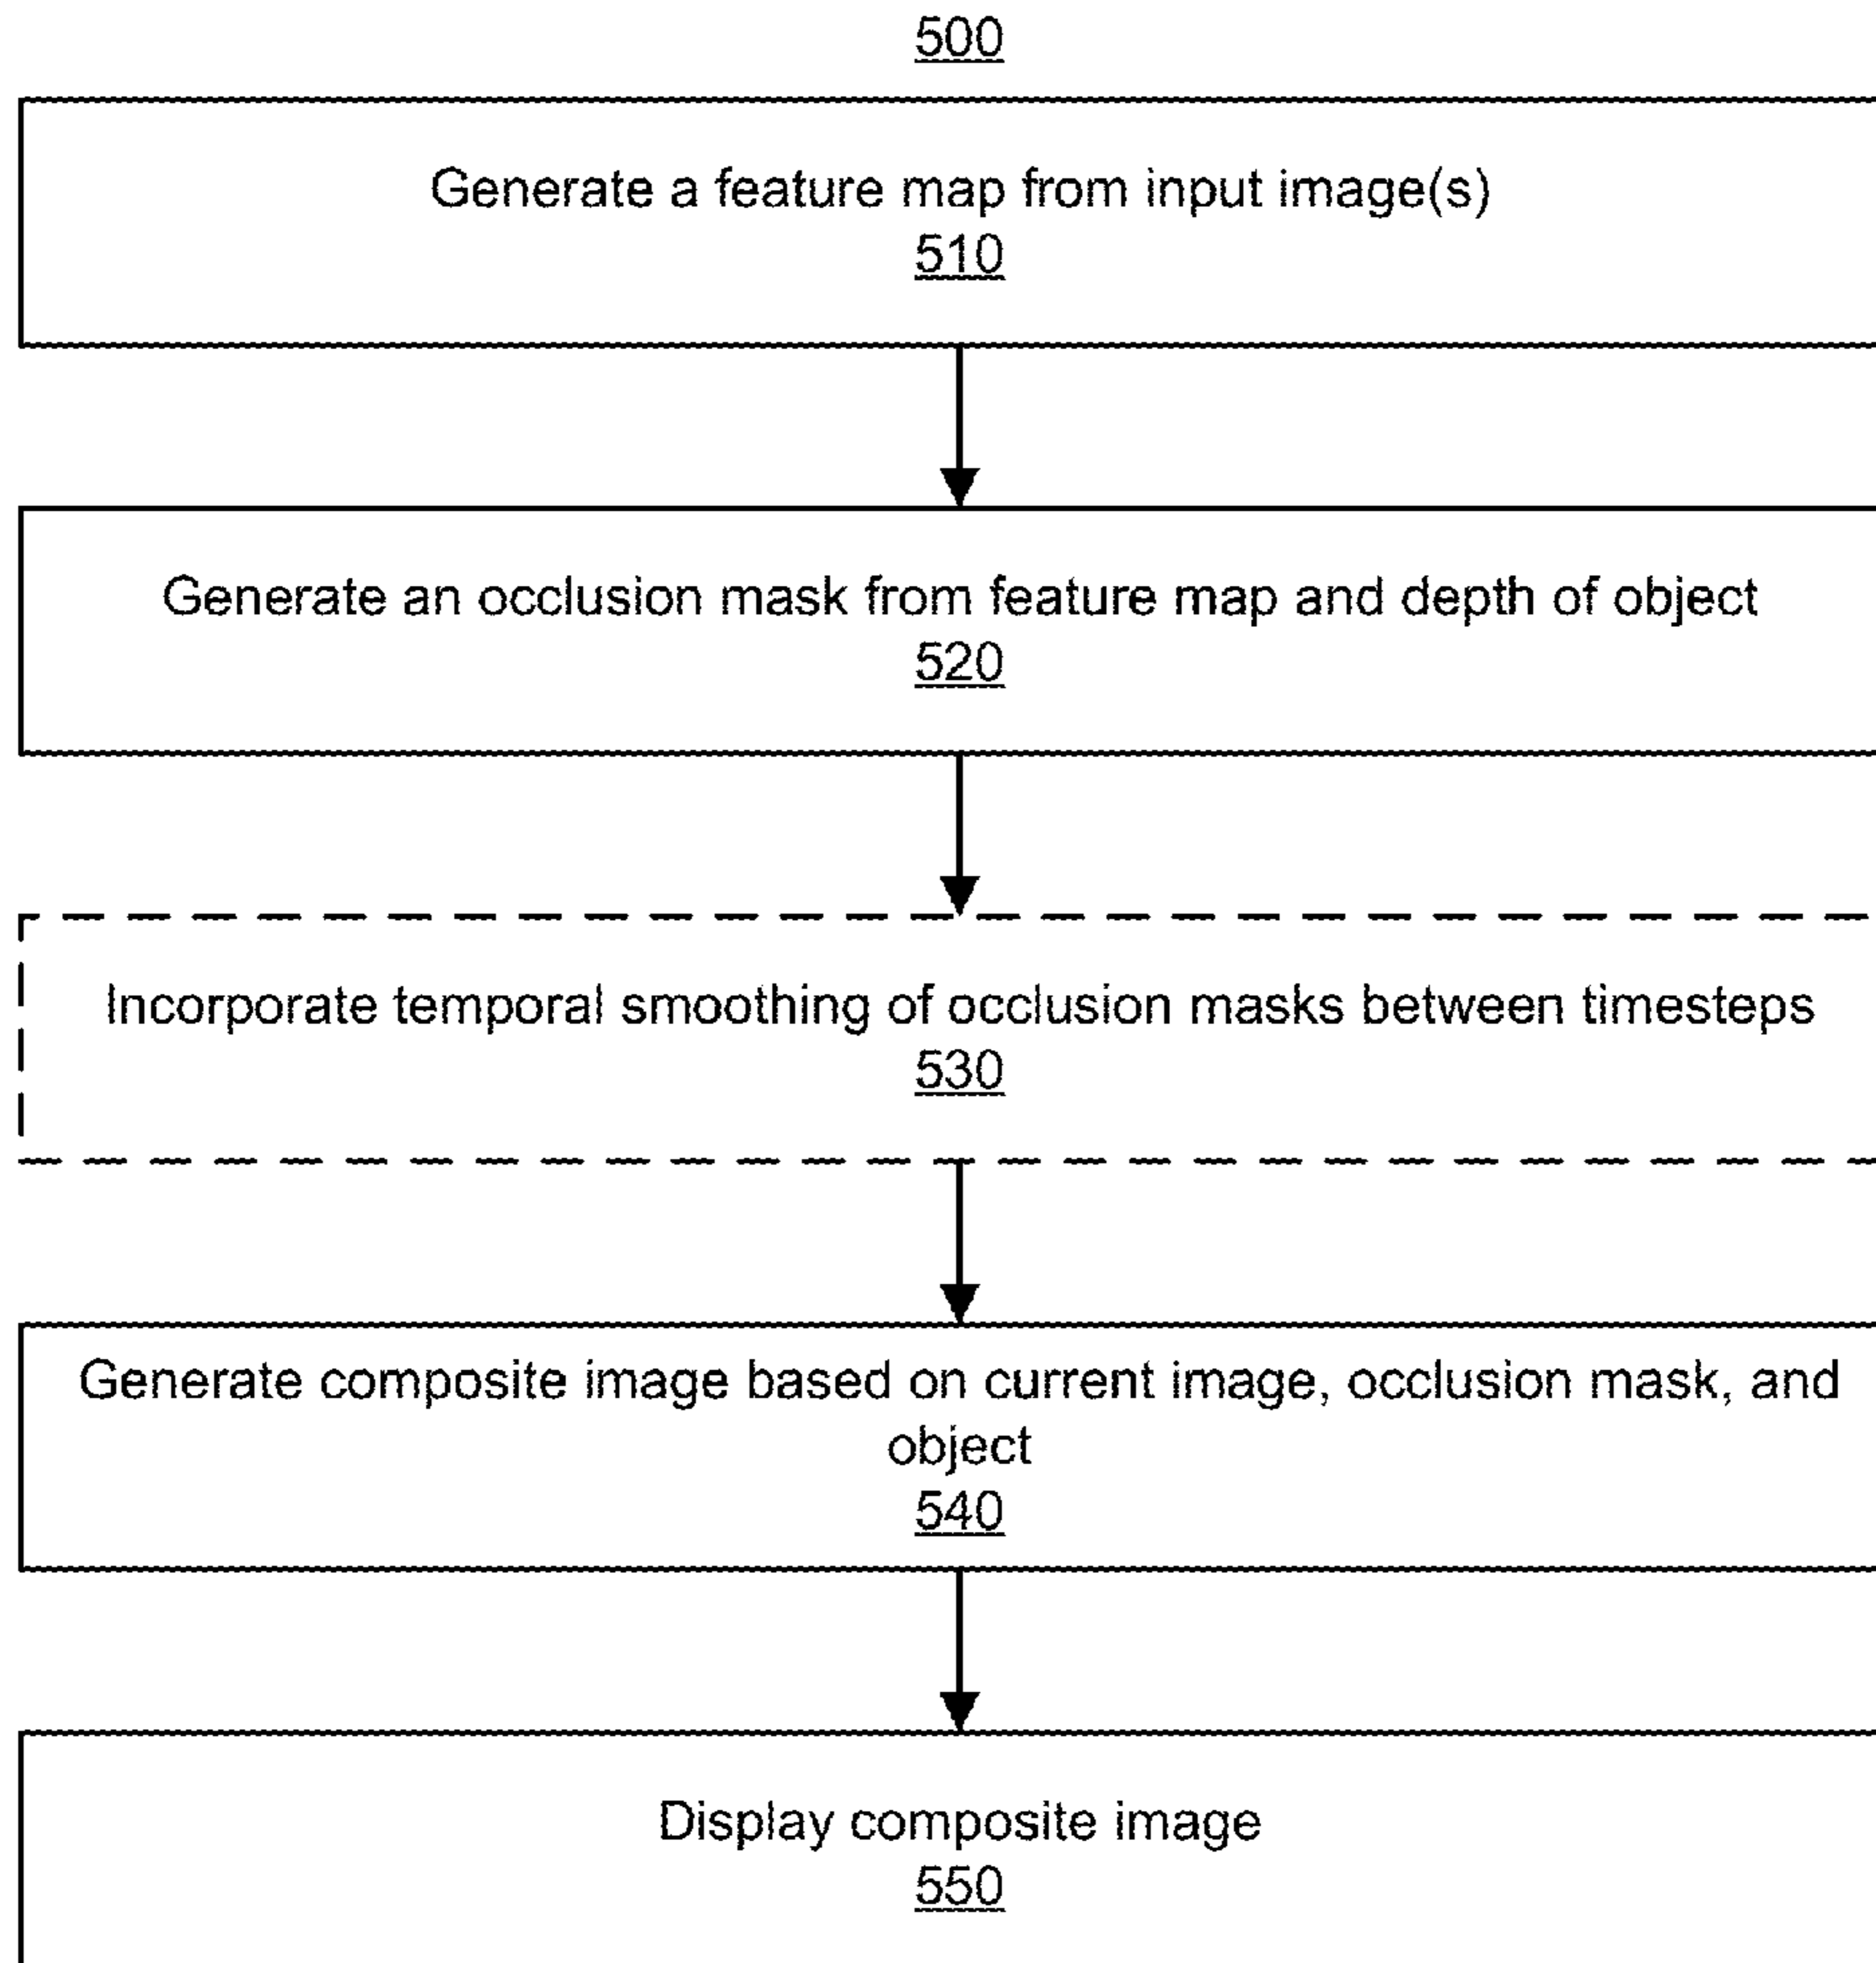 500
Generate a feature map from input image(s)
510
Generate an occlusion mask from feature map and depth of object
520
Incorporate temporal smoothing of occlusion masks between timesteps
530
Generate composite image based on current image, occlusion mask, and
object
540
Display composite image
550